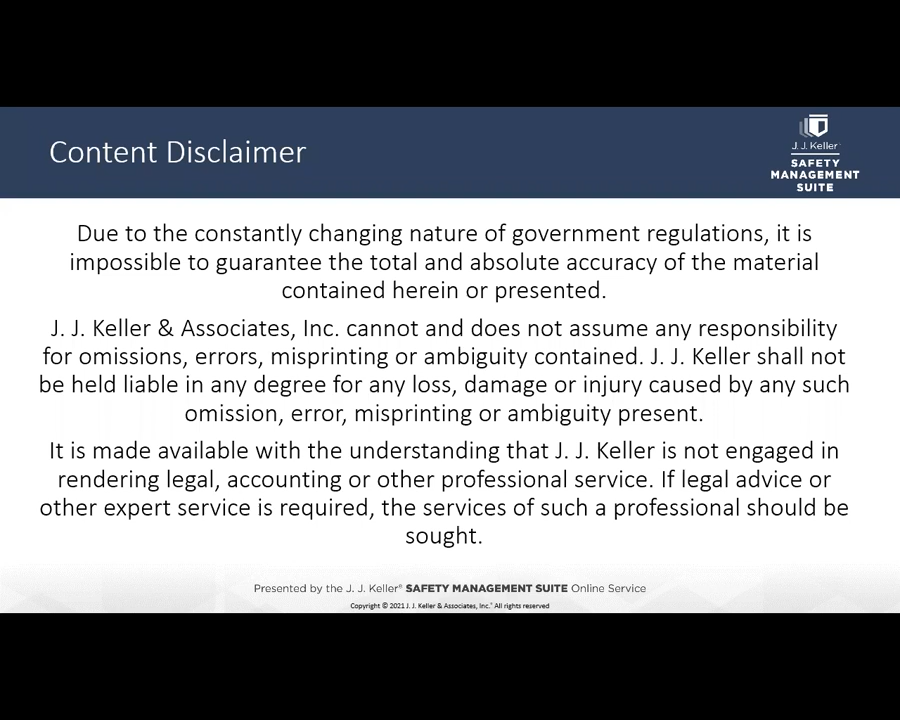 Content Disclaimer
J. J. Keller
SAFETY
MANAGEMENT
SUITE
Due to the constantly changing nature of government regulations, it is
impossible to guarantee the total and absolute accuracy of the material
contained herein or presented.
J. J. Keller & Associates, Inc. cannot and does not assume any responsibility
for omissions, errors, misprinting or ambiguity contained. J. J. Keller shall not
be held liable in any degree for any loss, damage or injury caused by any such
omission, error, misprinting or ambiguity present.
It is made available with the understanding that J. J. Keller is not engaged in
rendering legal, accounting or other professional service. If legal advice or
other expert service is required, the services of such a professional should be
sought.
Presented by the J. J. Keller® SAFETY MANAGEMENT SUITE Online Service
Copyright © 2021 J. J. Keller & Associates, Inc.® All rights reserved